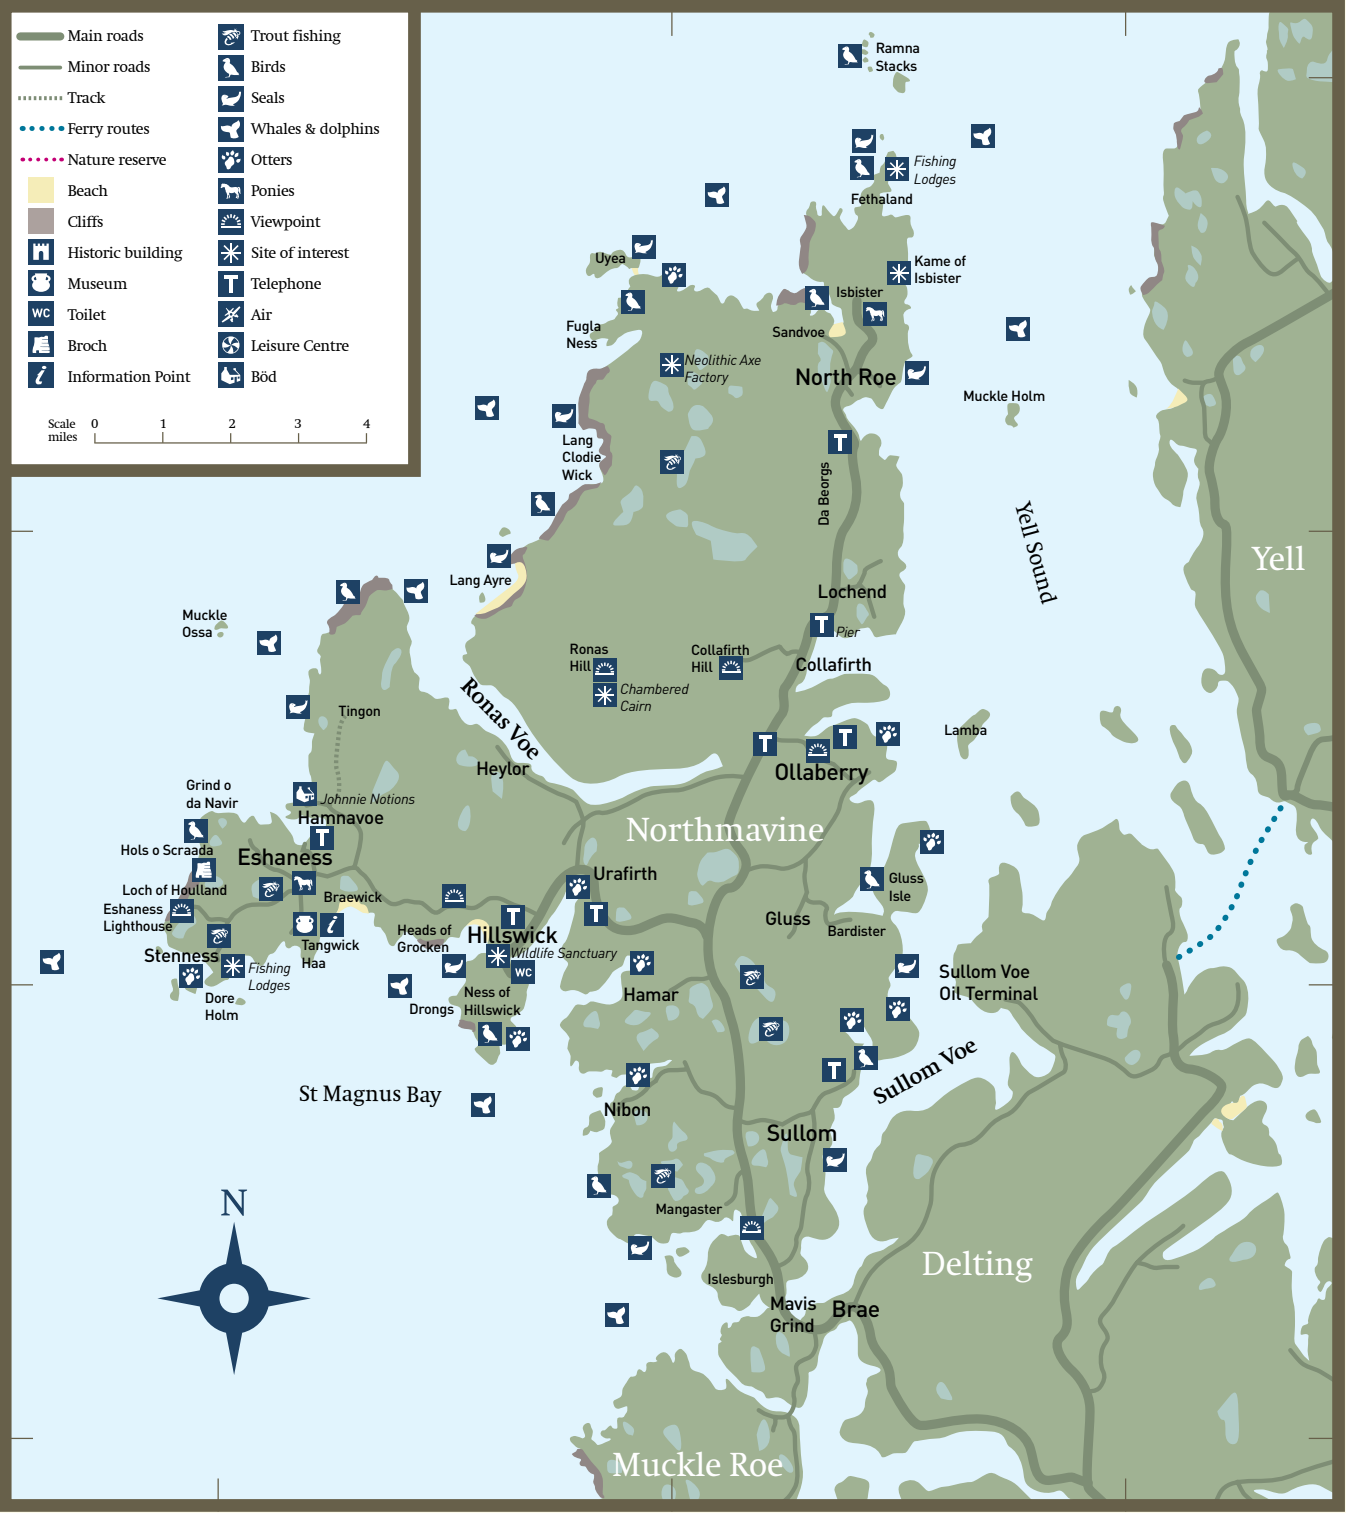 Main roads
Minor roads
Track
Ferry routes
Nature reserve
Beach
Cliffs
Historic building
Museum
WC
Toilet
Broch
i
Information Point
Trout fishing
Birds
Seals
Whales & dolphins
Otters
Ponies
Viewpoint
Site of interest
T
Telephone
Air
Leisure Centre
Böd
Scale
miles
0 1 2 3 4
Ramna
Stacks
Fishing
Lodges
Fethaland
Uyea
Kame of
Isbister
Isbister
Fugla
Ness
Sandvoe
Neolithic Axe
Factory
North Roe
Muckle Holm
Lang
Clodie
Wick
T
Da Beorgs
Yell Sound
Yell
Lang Ayre
Lochend
Muckle
Ossa
T
Pier
Ronas
Hill
Collafirth
Hill
Collafirth
Chambered
Cairn
Ronas Voe
Tingon
Lamba
T
T
Heylor
Ollaberry
Grind o
da Navir
Johnnie Notions
Hamnavoe
T
Northmavine
Hols o Scraada
Eshaness
Urafirth
Loch of Houlland
Braewick
Gluss
Isle
Eshaness
Lighthouse
T
T
Gluss
Bardister
i
Heads of
Grocken
Hillswick
Tangwick
Haa
Stenness
Wildlife Sanctuary
WC
Fishing
Lodges
Hamar
Sullom Voe
Oil Terminal
Dore
Holm
Drongs
Ness of
Hillswick
T
Sullom Voe
St Magnus Bay
Nibon
Sullom
N
Mangaster
Islesburgh
Delting
Mavis
Grind
Brae
Muckle Roe